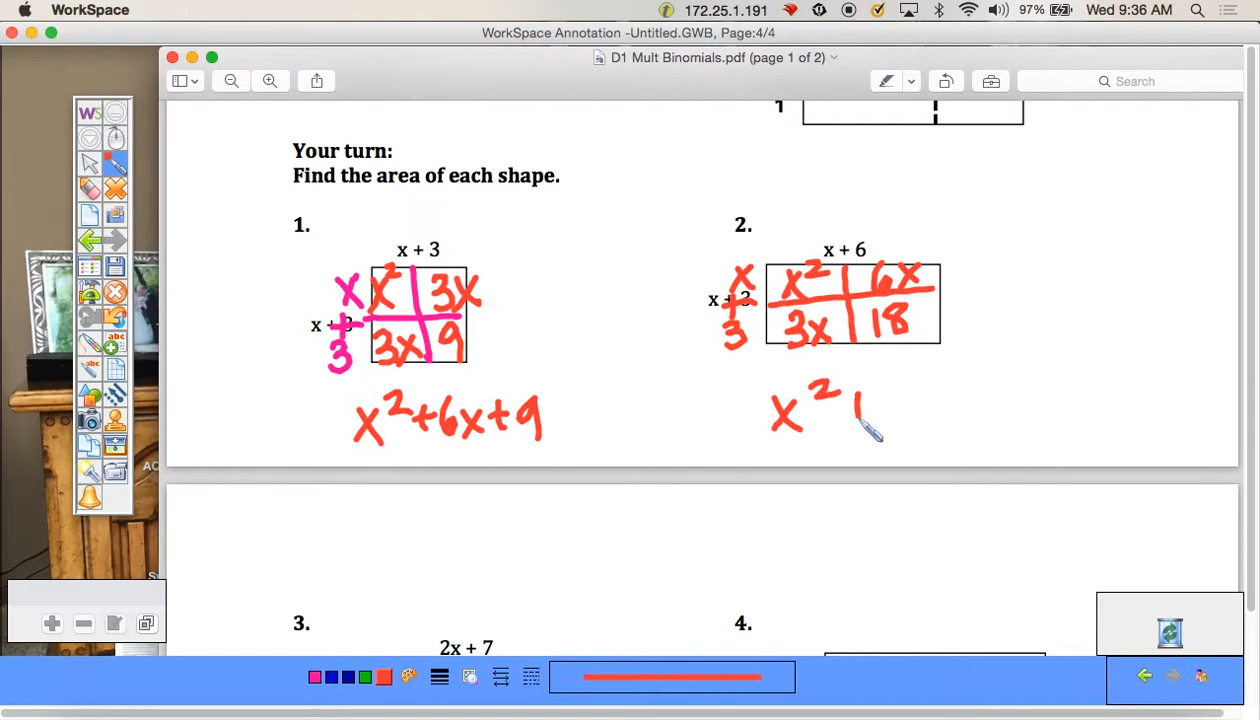 WorkSpace 172.25.1.191 97% Wed 9:36 AM
WorkSpace Annotation -Untitled.GWB, Page:4/4
D1 Mult Binomials.pdf (page 1 of 2)
Search
WS
Your turn:
Find the area of each shape.
1. 2.
x + 3 x + 6
x x² 3x x x² 6x
x + 3 x + 3
+ 3 3x 9 + 3 3x 18
x² + 6x + 9 x²
3. 4.
2x + 7